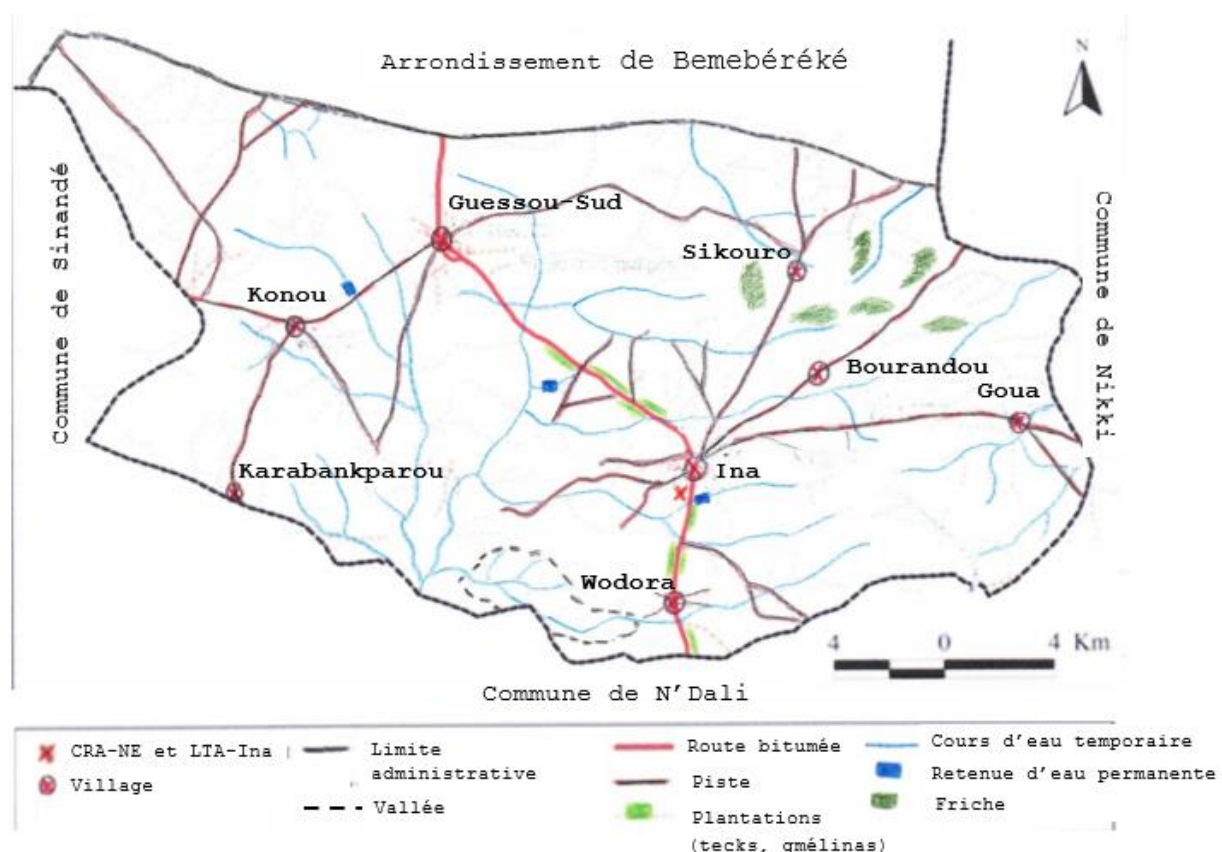 Arrondissement de Bemebéréké
N
Commune de sinandé
Commune de Nikki
Guessou-Sud
Sikouro
Konou
Bourandou
Goua
Karabankparou
Ina
Wodora
4 0 4 Km
Commune de N'Dali
CRA-NE et LTA-Ina
Village
Limite
administrative
Vallée
Route bitumée
Piste
Plantations
(tecks, gmélinas)
Cours d'eau temporaire
Retenue d'eau permanente
Friche